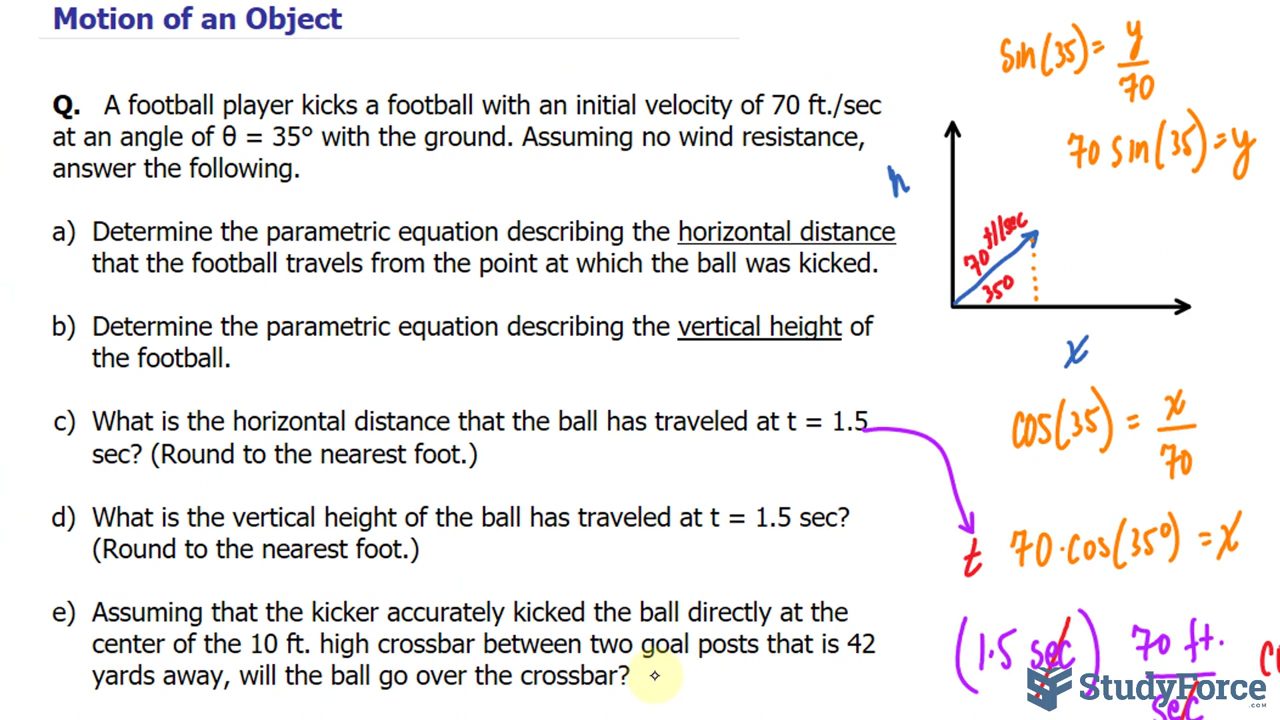 Motion of an Object
Q. A football player kicks a football with an initial velocity of 70 ft./sec
at an angle of θ = 35° with the ground. Assuming no wind resistance,
answer the following.
a) Determine the parametric equation describing the horizontal distance
that the football travels from the point at which the ball was kicked.
b) Determine the parametric equation describing the vertical height of
the football.
c) What is the horizontal distance that the ball has traveled at t = 1.5
sec? (Round to the nearest foot.)
d) What is the vertical height of the ball has traveled at t = 1.5 sec?
(Round to the nearest foot.)
e) Assuming that the kicker accurately kicked the ball directly at the
center of the 10 ft. high crossbar between two goal posts that is 42
yards away, will the ball go over the crossbar?
sin(35)= y/70
70 sin(35)=y
h
70 ft/sec
35°
x
cos(35) = x/70
t 70·cos(35°) = x
(1.5 sec) 70 ft.
sec
StudyForce
.COM